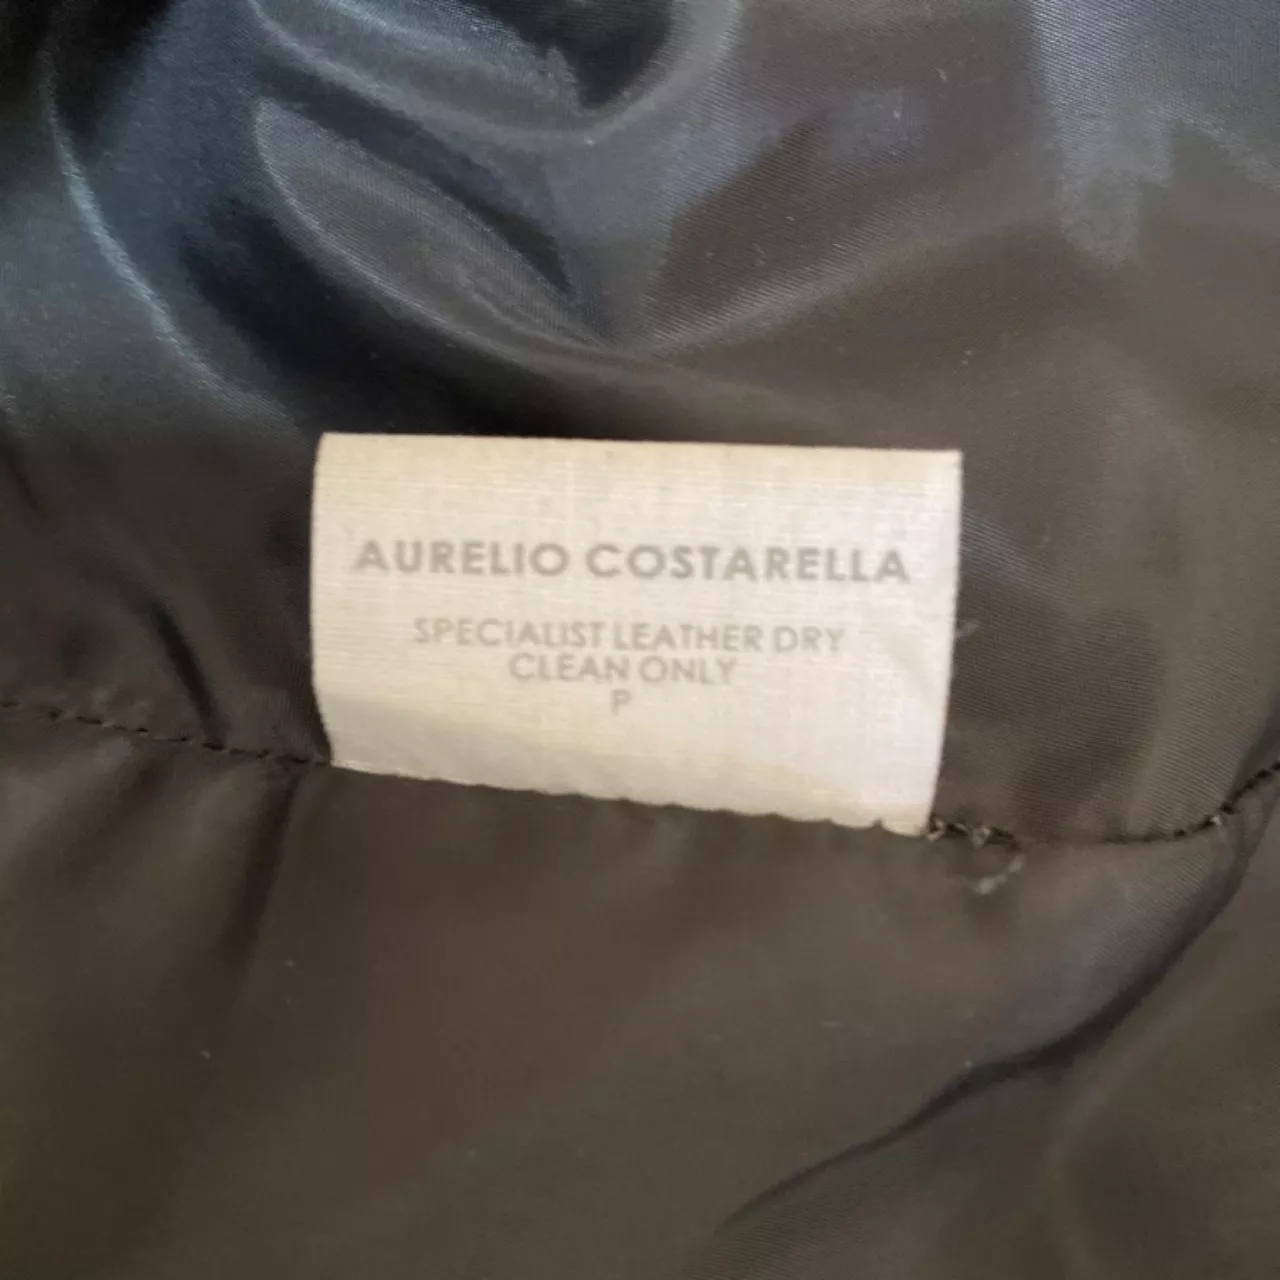 AURELIO COSTARELLA
SPECIALIST LEATHER DRY
CLEAN ONLY
P